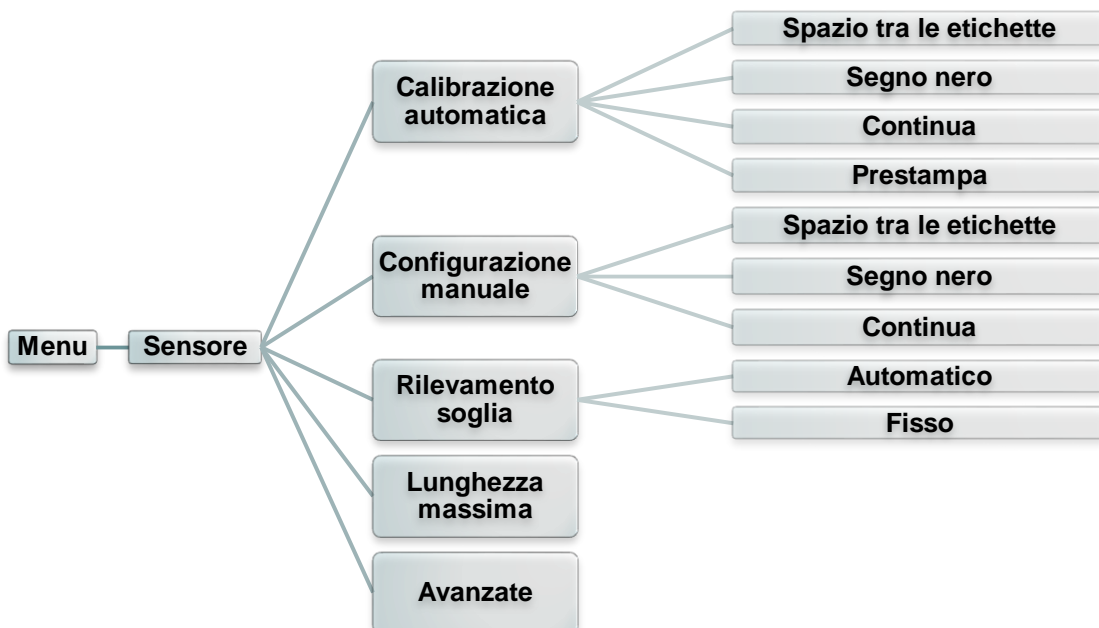 Menu
Sensore
Calibrazione
automatica
Spazio tra le etichette
Segno nero
Continua
Prestampa
Configurazione
manuale
Spazio tra le etichette
Segno nero
Continua
Rilevamento
soglia
Automatico
Fisso
Lunghezza
massima
Avanzate